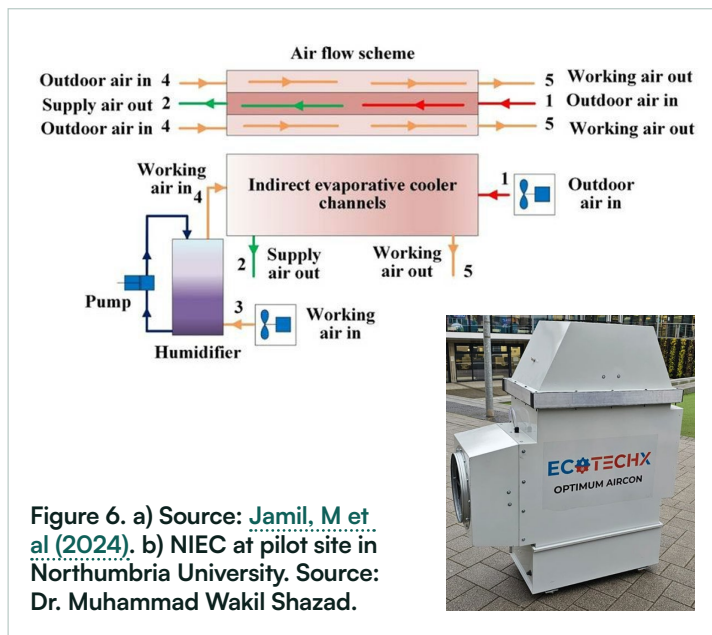 Air flow scheme
Outdoor air in 4
5 Working air out
Supply air out 2
1 Outdoor air in
Outdoor air in 4
5 Working air out
Working
air in
4
Indirect evaporative cooler
channels
1
Outdoor
air in
2
Supply
air out
Working
air out
5
Pump
3
Working
air in
Humidifier
ECOTECHX
OPTIMUM AIRCON
Figure 6. a) Source: Jamil, M et
al (2024). b) NIEC at pilot site in
Northumbria University. Source:
Dr. Muhammad Wakil Shazad.